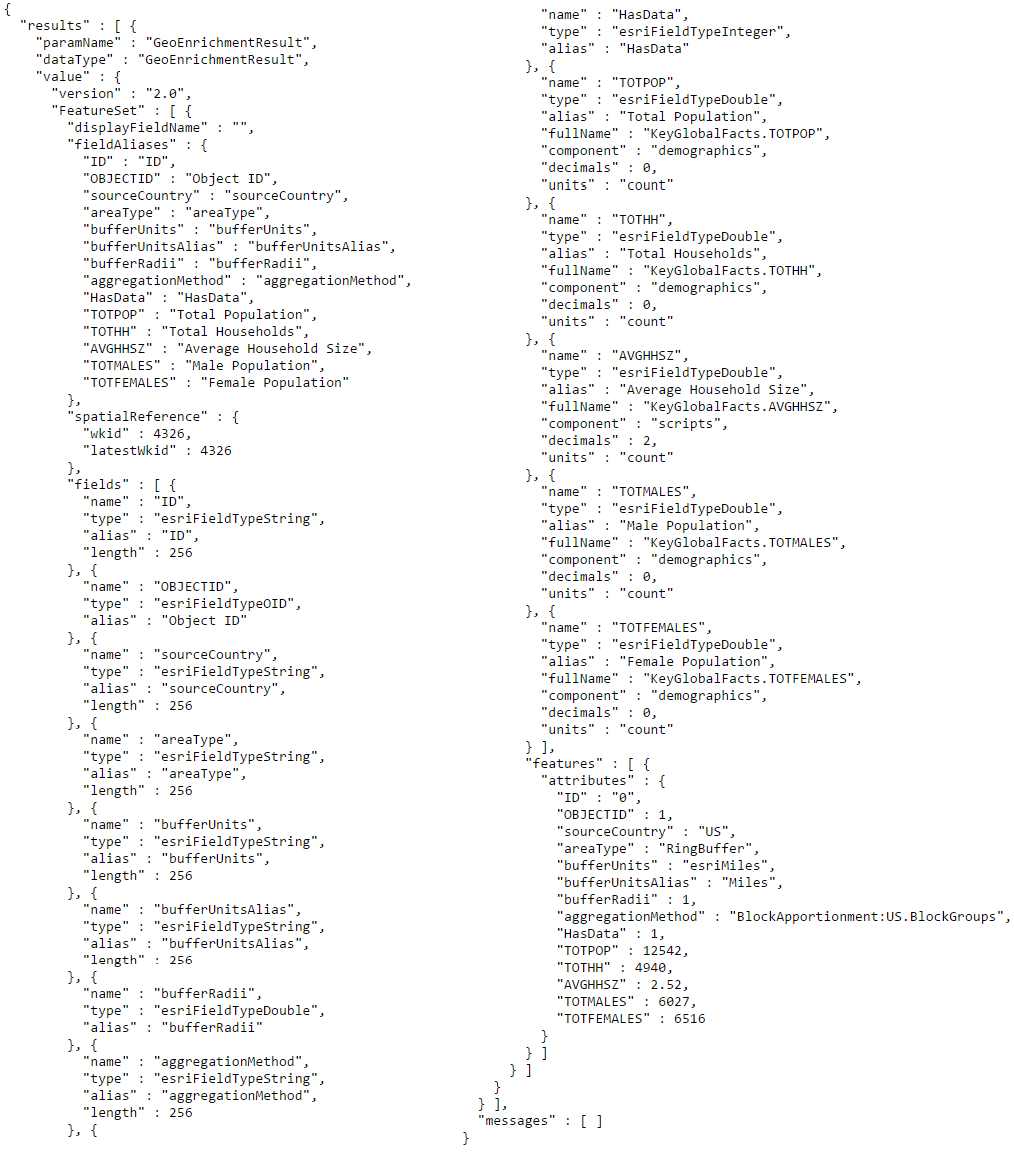 {
  "results" : [ {
    "paramName" : "GeoEnrichmentResult",
    "dataType" : "GeoEnrichmentResult",
    "value" : {
      "version" : "2.0",
      "FeatureSet" : [ {
        "displayFieldName" : "",
        "fieldAliases" : {
          "ID" : "ID",
          "OBJECTID" : "Object ID",
          "sourceCountry" : "sourceCountry",
          "areaType" : "areaType",
          "bufferUnits" : "bufferUnits",
          "bufferUnitsAlias" : "bufferUnitsAlias",
          "bufferRadii" : "bufferRadii",
          "aggregationMethod" : "aggregationMethod",
          "HasData" : "HasData",
          "TOTPOP" : "Total Population",
          "TOTHH" : "Total Households",
          "AVGHHSZ" : "Average Household Size",
          "TOTMALES" : "Male Population",
          "TOTFEMALES" : "Female Population"
        },
        "spatialReference" : {
          "wkid" : 4326,
          "latestWkid" : 4326
        },
        "fields" : [ {
          "name" : "ID",
          "type" : "esriFieldTypeString",
          "alias" : "ID",
          "length" : 256
        }, {
          "name" : "OBJECTID",
          "type" : "esriFieldTypeOID",
          "alias" : "Object ID"
        }, {
          "name" : "sourceCountry",
          "type" : "esriFieldTypeString",
          "alias" : "sourceCountry",
          "length" : 256
        }, {
          "name" : "areaType",
          "type" : "esriFieldTypeString",
          "alias" : "areaType",
          "length" : 256
        }, {
          "name" : "bufferUnits",
          "type" : "esriFieldTypeString",
          "alias" : "bufferUnits",
          "length" : 256
        }, {
          "name" : "bufferUnitsAlias",
          "type" : "esriFieldTypeString",
          "alias" : "bufferUnitsAlias",
          "length" : 256
        }, {
          "name" : "bufferRadii",
          "type" : "esriFieldTypeDouble",
          "alias" : "bufferRadii"
        }, {
          "name" : "aggregationMethod",
          "type" : "esriFieldTypeString",
          "alias" : "aggregationMethod",
          "length" : 256
        }, {
          "name" : "HasData",
          "type" : "esriFieldTypeInteger",
          "alias" : "HasData"
        }, {
          "name" : "TOTPOP",
          "type" : "esriFieldTypeDouble",
          "alias" : "Total Population",
          "fullName" : "KeyGlobalFacts.TOTPOP",
          "component" : "demographics",
          "decimals" : 0,
          "units" : "count"
        }, {
          "name" : "TOTHH",
          "type" : "esriFieldTypeDouble",
          "alias" : "Total Households",
          "fullName" : "KeyGlobalFacts.TOTHH",
          "component" : "demographics",
          "decimals" : 0,
          "units" : "count"
        }, {
          "name" : "AVGHHSZ",
          "type" : "esriFieldTypeDouble",
          "alias" : "Average Household Size",
          "fullName" : "KeyGlobalFacts.AVGHHSZ",
          "component" : "scripts",
          "decimals" : 2,
          "units" : "count"
        }, {
          "name" : "TOTMALES",
          "type" : "esriFieldTypeDouble",
          "alias" : "Male Population",
          "fullName" : "KeyGlobalFacts.TOTMALES",
          "component" : "demographics",
          "decimals" : 0,
          "units" : "count"
        }, {
          "name" : "TOTFEMALES",
          "type" : "esriFieldTypeDouble",
          "alias" : "Female Population",
          "fullName" : "KeyGlobalFacts.TOTFEMALES",
          "component" : "demographics",
          "decimals" : 0,
          "units" : "count"
        } ],
        "features" : [ {
          "attributes" : {
            "ID" : "0",
            "OBJECTID" : 1,
            "sourceCountry" : "US",
            "areaType" : "RingBuffer",
            "bufferUnits" : "esriMiles",
            "bufferUnitsAlias" : "Miles",
            "bufferRadii" : 1,
            "aggregationMethod" : "BlockApportionment:US.BlockGroups",
            "HasData" : 1,
            "TOTPOP" : 12542,
            "TOTHH" : 4940,
            "AVGHHSZ" : 2.52,
            "TOTMALES" : 6027,
            "TOTFEMALES" : 6516
          }
        } ]
      } ]
    }
  } ],
  "messages" : [ ]
}